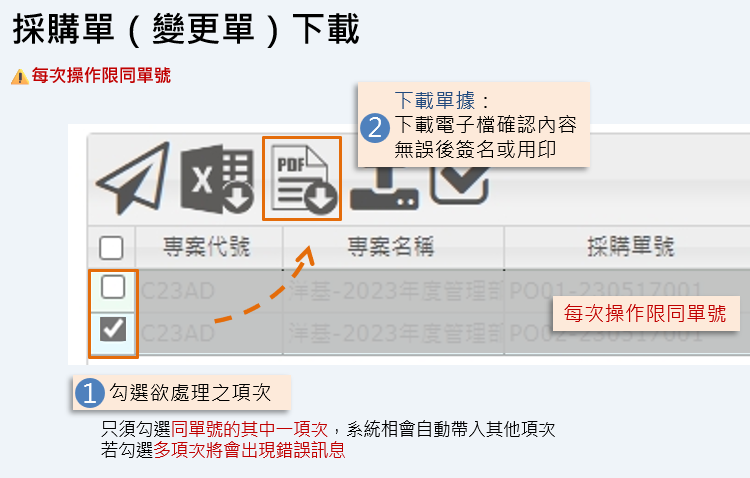 採購單（變更單）下載
每次操作限同單號
2
下載單據：
下載電子檔確認內容
無誤後簽名或用印
X
PDF
專案代號 專案名稱 採購單號
C23AD 洋基-2023年度管理部 PO01-230517001
C23AD 洋基-2023年度管理部 PO02-230517001
每次操作限同單號
1 勾選欲處理之項次
只須勾選同單號的其中一項次，系統相會自動帶入其他項次
若勾選多項次將會出現錯誤訊息